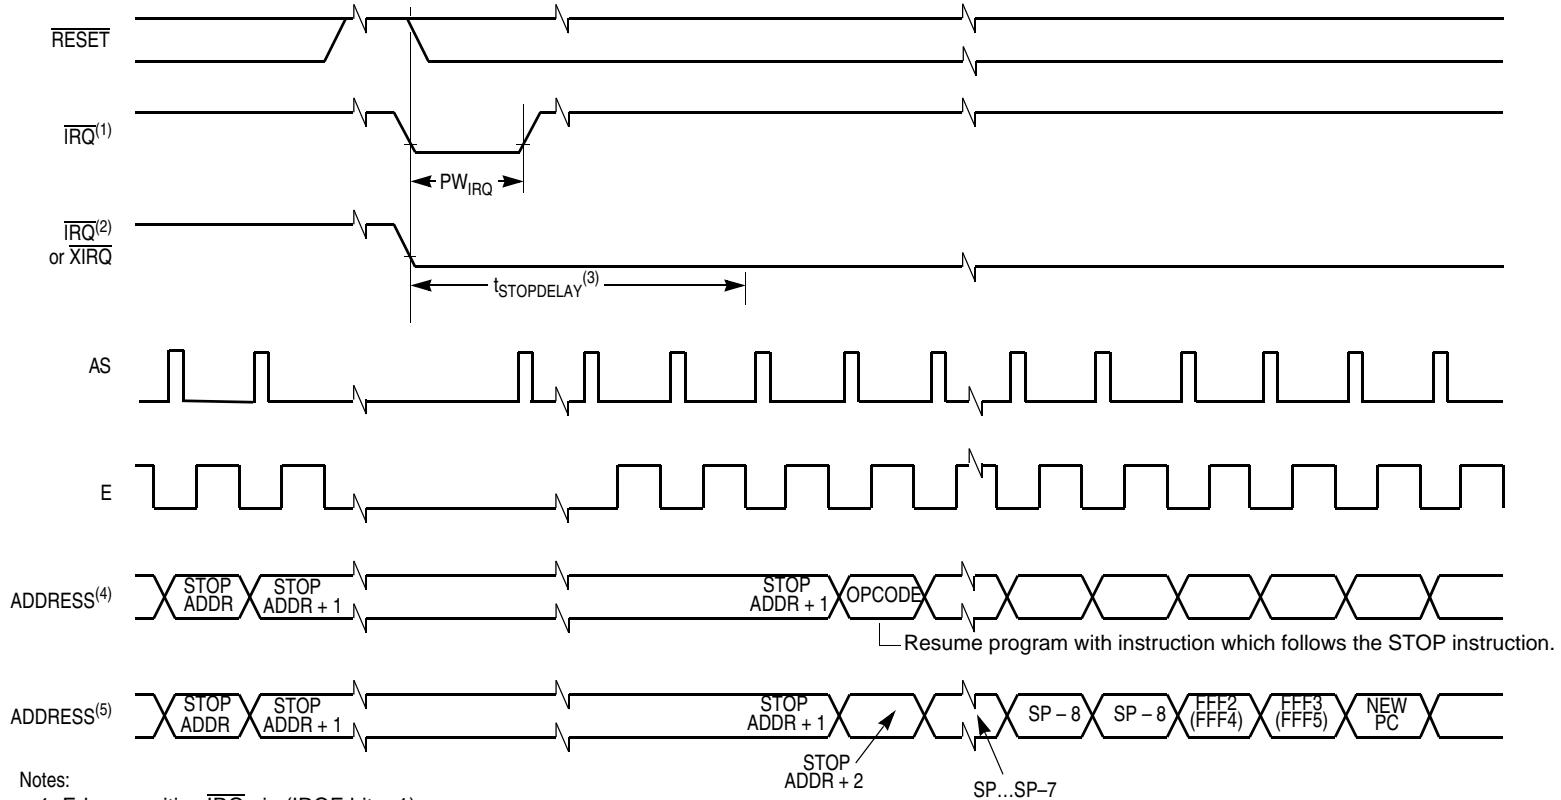 RESET
IRQ(1)
PWIRQ
IRQ(2)
or XIRQ
tSTOPDELAY(3)
AS
E
ADDRESS(4)
STOP
ADDR
STOP
ADDR + 1
STOP
ADDR + 1
OPCODE
Resume program with instruction which follows the STOP instruction.
ADDRESS(5)
STOP
ADDR
STOP
ADDR + 1
STOP
ADDR + 1
SP – 8
SP – 8
FFF2
(FFF4)
FFF3
(FFF5)
NEW
PC
STOP
ADDR + 2
SP...SP–7
Notes: